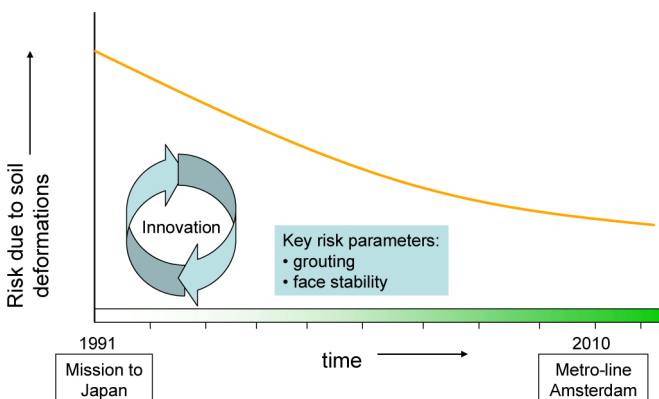 Risk due to soil
deformations
Innovation
Key risk parameters:
• grouting
• face stability
1991
time
2010
Mission to
Japan
Metro-line
Amsterdam